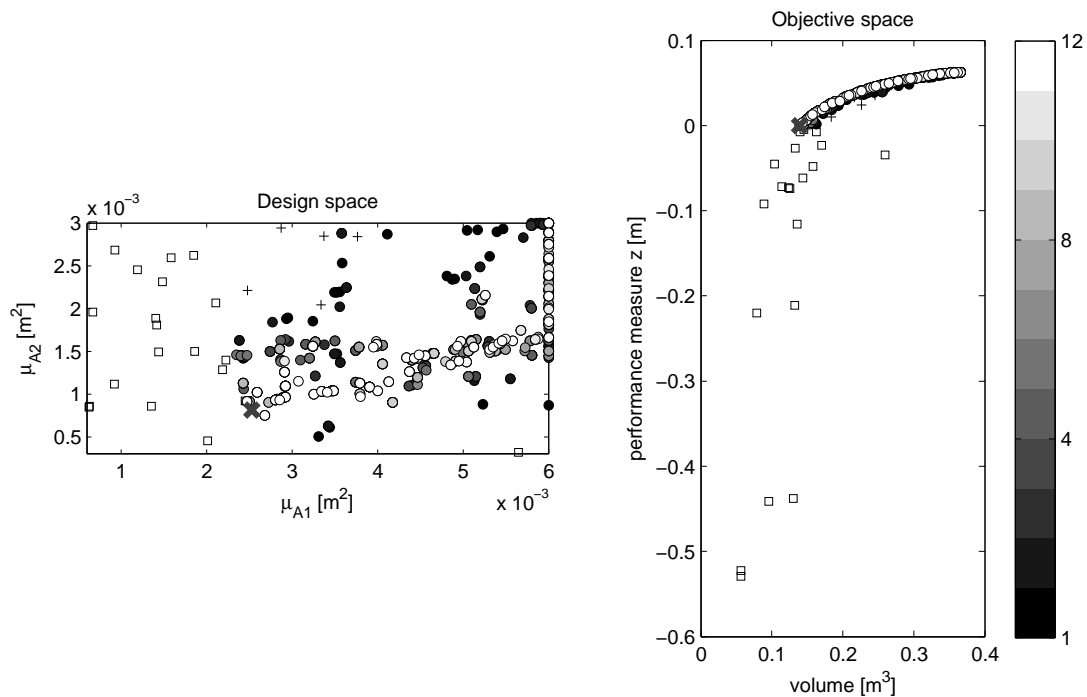 Design space
x 10⁻³
3
2.5
2
1.5
1
0.5
μA2 [m²]
1 2 3 4 5 6
μA1 [m²]
x 10⁻³
Objective space
0.1
0
−0.1
−0.2
−0.3
−0.4
−0.5
−0.6
performance measure z [m]
0 0.1 0.2 0.3 0.4
volume [m³]
12
8
4
1